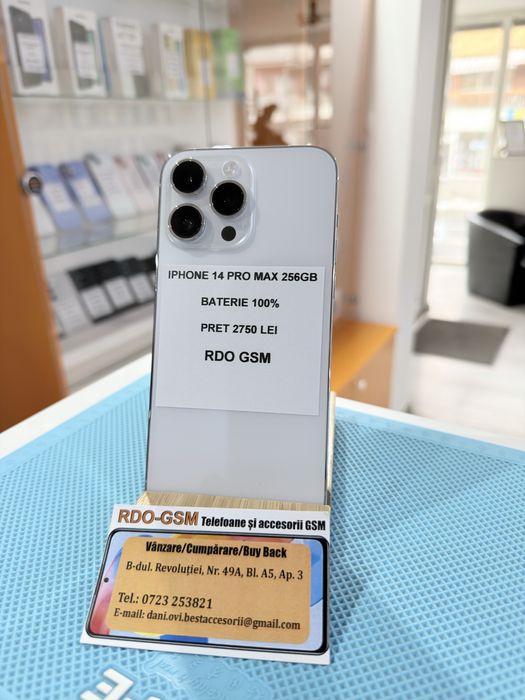 IPHONE 14 PRO MAX 256GB
BATERIE 100%
PRET 2750 LEI
RDO GSM
RDO-GSM Telefoane și accesorii GSM
Vânzare/Cumpărare/Buy Back
B-dul. Revoluției, Nr. 49A, Bl. A5, Ap. 3
Tel.: 0723 253821
E-mail: dani.ovi.bestaccesorii@gmail.com